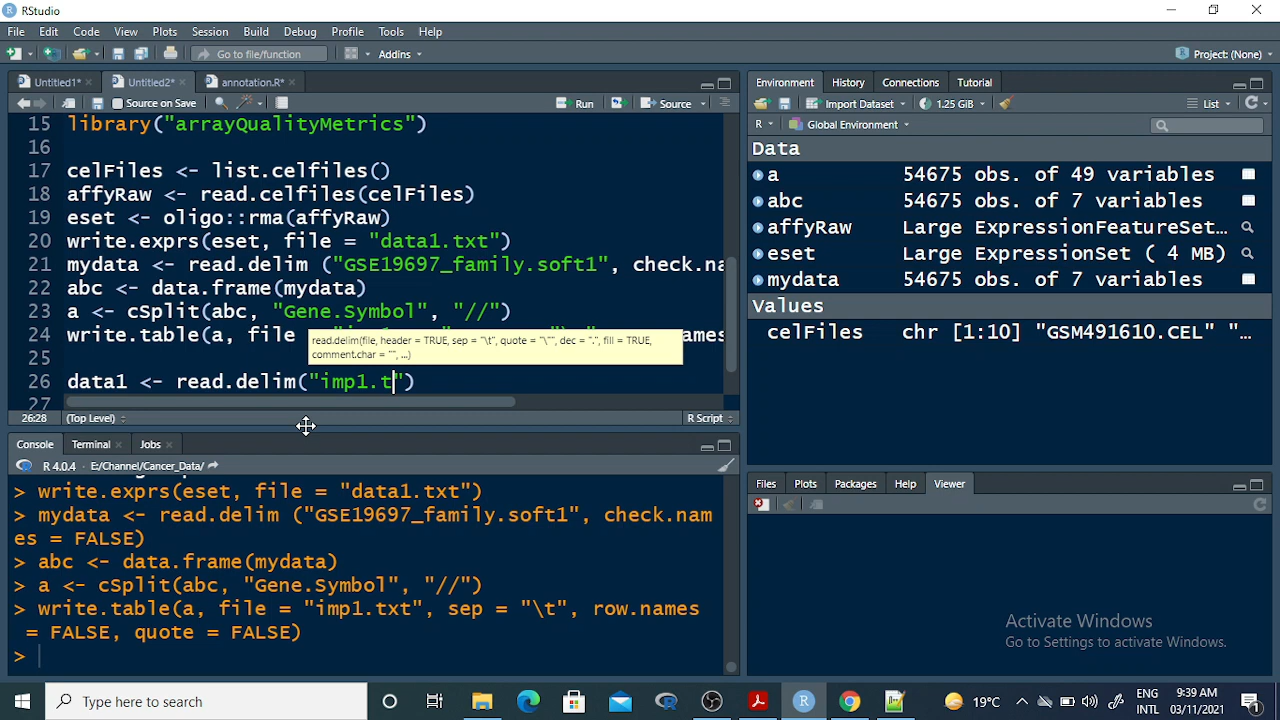 RStudio
File Edit Code View Plots Session Build Debug Profile Tools Help
Go to file/function Addins Project: (None)
Untitled1* Untitled2* annotation.R*
Source on Save Run Source
15 library("arrayQualityMetrics")
16
17 celFiles <- list.celfiles()
18 affyRaw <- read.celfiles(celFiles)
19 eset <- oligo::rma(affyRaw)
20 write.exprs(eset, file = "data1.txt")
21 mydata <- read.delim ("GSE19697_family.soft1", check.na
22 abc <- data.frame(mydata)
23 a <- cSplit(abc, "Gene.Symbol", "//")
24 write.table(a, file
read.delim(file, header = TRUE, sep = "\t", quote = "\"", dec = ".", fill = TRUE,
comment.char = "", ...)
25
26 data1 <- read.delim("imp1.t")
27
26:28 (Top Level) R Script
Console Terminal Jobs
R 4.0.4 · E:/Channel/Cancer_Data/
> write.exprs(eset, file = "data1.txt")
> mydata <- read.delim ("GSE19697_family.soft1", check.nam
es = FALSE)
> abc <- data.frame(mydata)
> a <- cSplit(abc, "Gene.Symbol", "//")
> write.table(a, file = "imp1.txt", sep = "\t", row.names
= FALSE, quote = FALSE)
>
Environment History Connections Tutorial
Import Dataset 1.25 GiB List
R Global Environment
Data
a 54675 obs. of 49 variables
abc 54675 obs. of 7 variables
affyRaw Large ExpressionFeatureSet…
eset Large ExpressionSet ( 4 MB)
mydata 54675 obs. of 7 variables
Values
celFiles chr [1:10] "GSM491610.CEL" "…
Files Plots Packages Help Viewer
Activate Windows
Go to Settings to activate Windows.
Type here to search
19°C
ENG
INTL
9:39 AM
03/11/2021
1